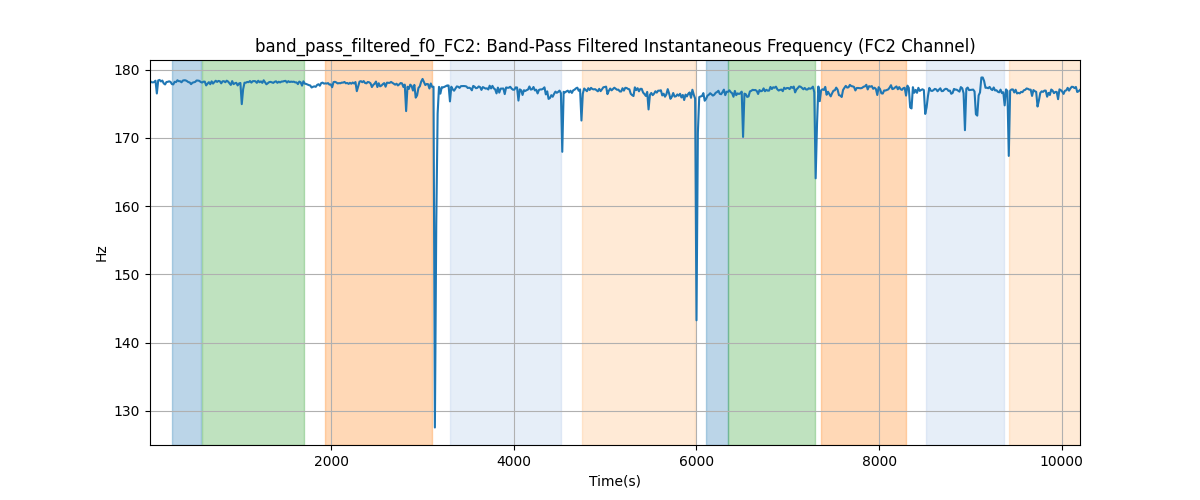 band_pass_filtered_f0_FC2: Band-Pass Filtered Instantaneous Frequency (FC2 Channel)
180
170
160
150
140
130
Hz
2000 4000 6000 8000 10000
Time(s)